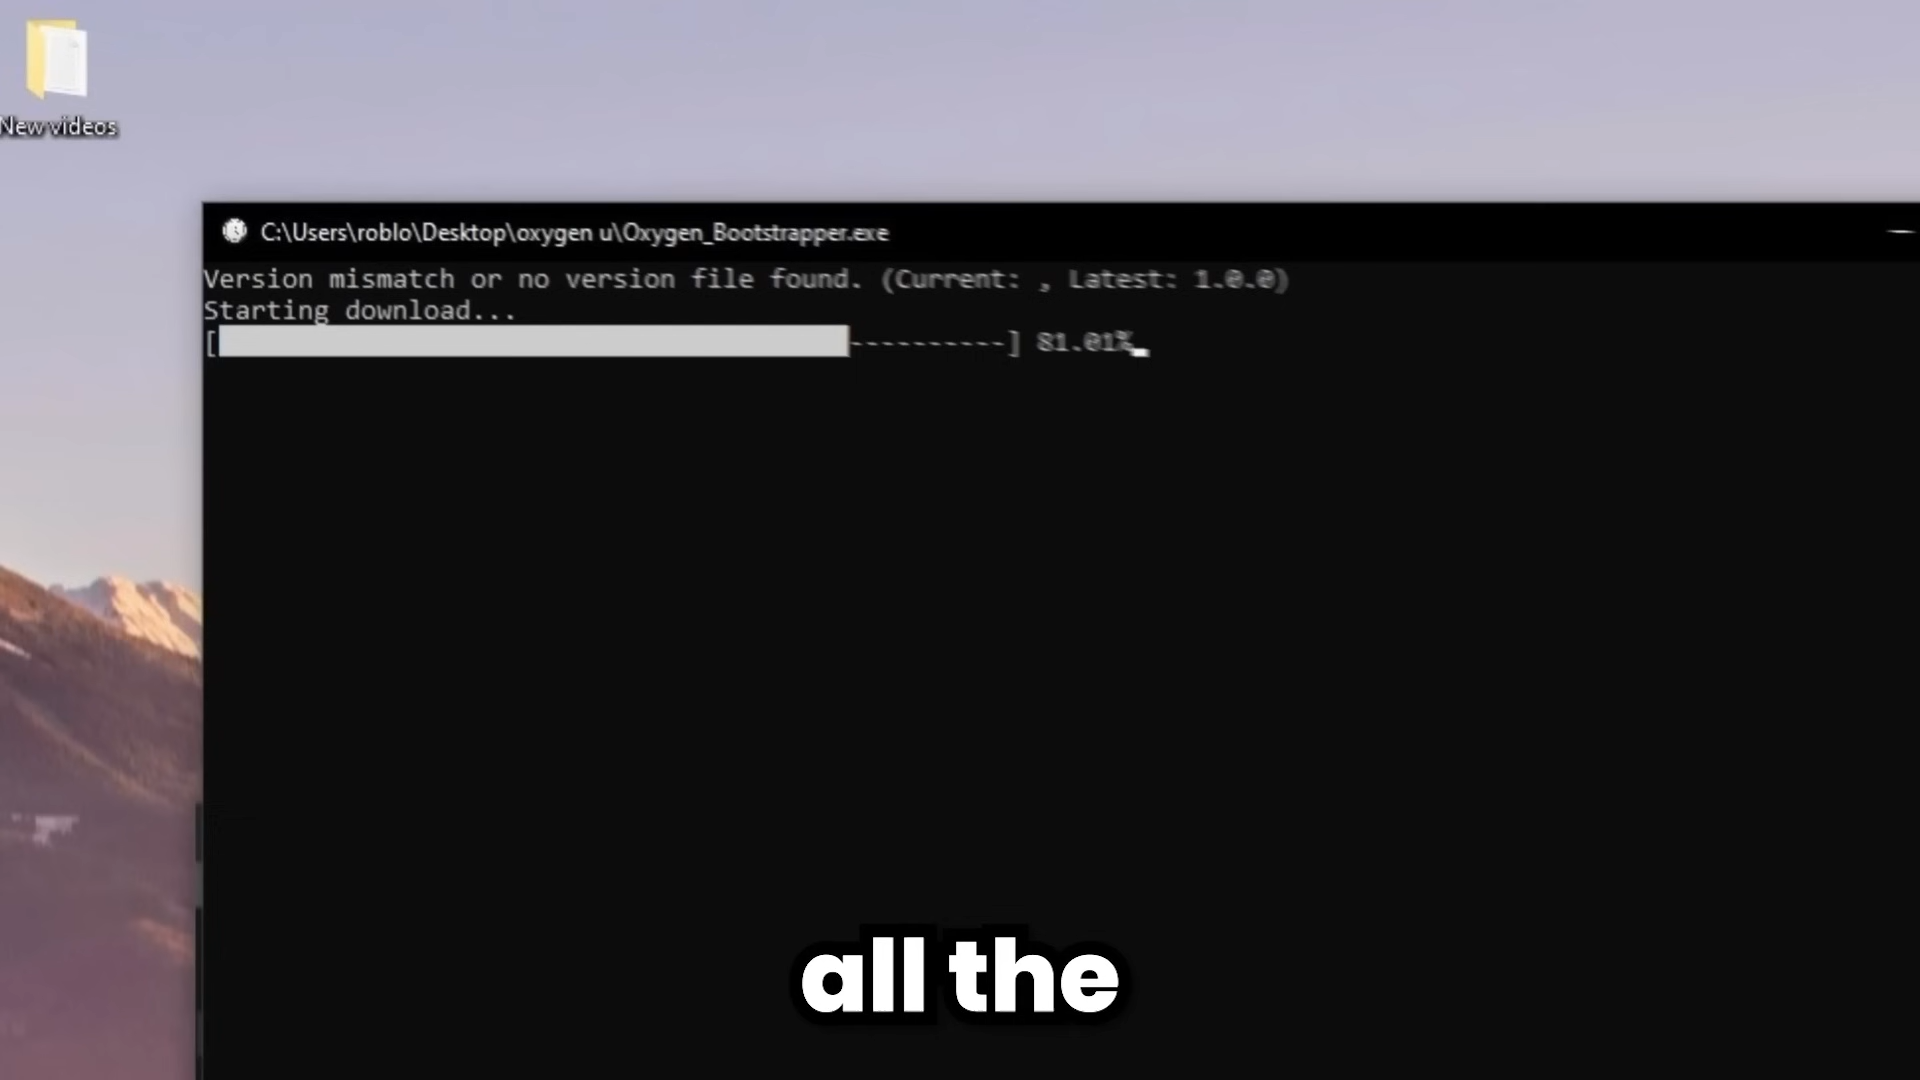 New videos
C:\Users\roblo\Desktop\oxygen u\Oxygen_Bootstrapper.exe
Version mismatch or no version file found. (Current: , Latest: 1.0.0)
Starting download...
[----------] 81.01%
all the